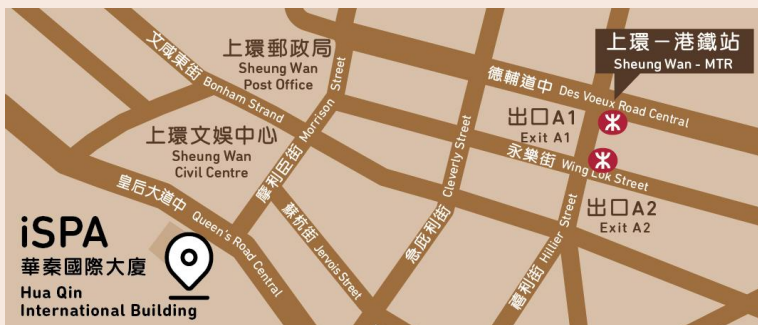 上環－港鐵站
Sheung Wan - MTR
上環郵政局
Sheung Wan
Post Office
文咸東街 Bonham Strand
德輔道中 Des Voeux Road Central
出口A1
Exit A1
上環文娛中心
Sheung Wan
Civil Centre
摩利臣街 Morrison Street
永樂街 Wing Lok Street
皇后大道中 Queen's Road Central
蘇杭街 Jervois Street
急庇利街 Cleverly Street
禧利街 Hillier Street
出口A2
Exit A2
iSPA
華秦國際大廈
Hua Qin
International Building